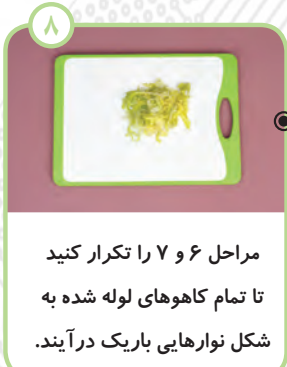 ۸
مراحل ۶ و ۷ را تکرار کنید
تا تمام کاهوهای لوله شده به
شکل نوارهایی باریک درآیند.